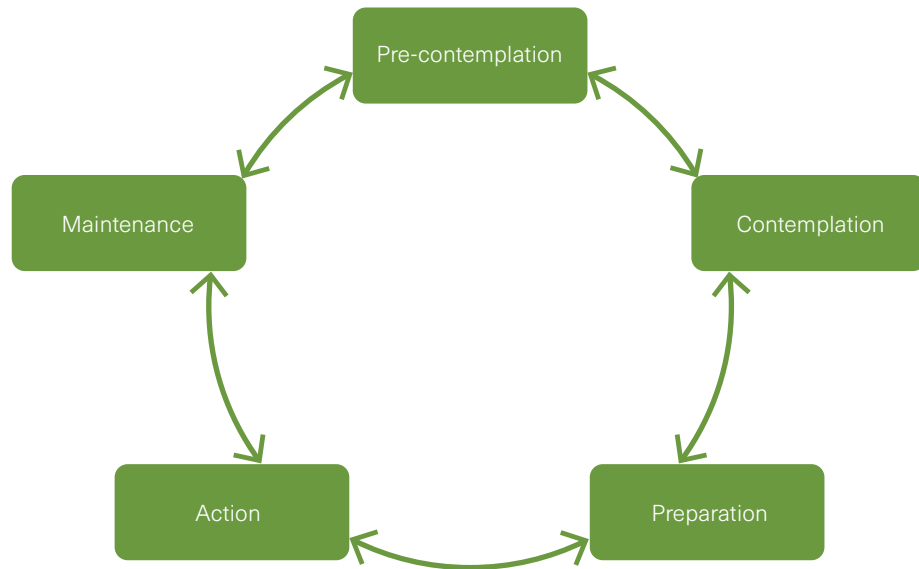 Pre-contemplation
Contemplation
Preparation
Action
Maintenance